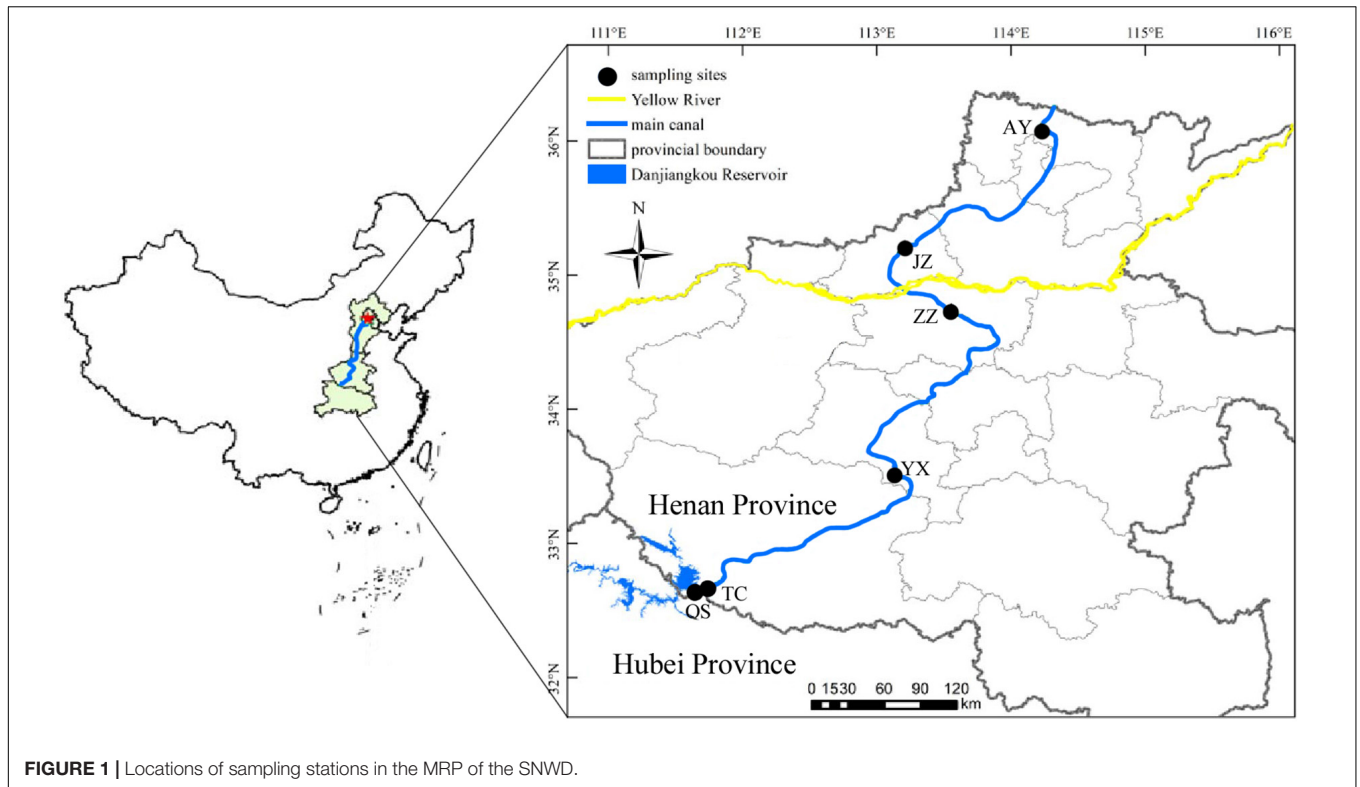 111°E 112°E 113°E 114°E 115°E 116°E
sampling sites
Yellow River
main canal
provincial boundary
Danjiangkou Reservoir
N
36°N
35°N
34°N
33°N
32°N
AY
JZ
ZZ
YX
Henan Province
TC
QS
Hubei Province
0 1530 60 90 120
km
FIGURE 1 | Locations of sampling stations in the MRP of the SNWD.